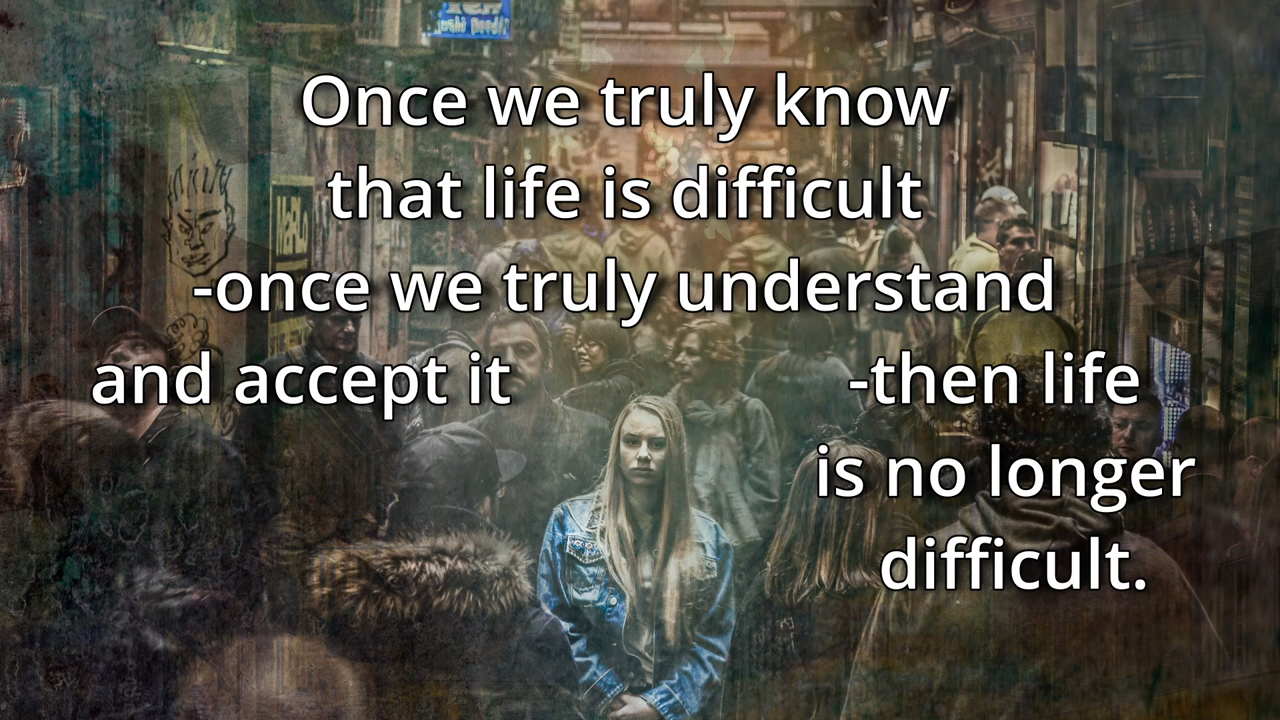 Once we truly know
that life is difficult
-once we truly understand
and accept it -then life
is no longer
difficult.